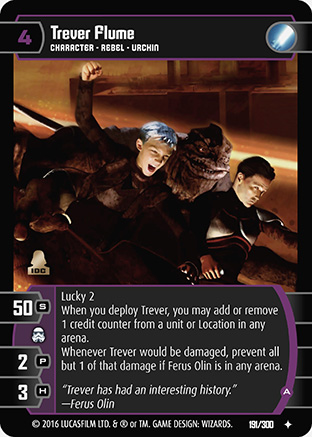 4
Trever Flume
CHARACTER • REBEL • URCHIN
IDC
50 S
2 P
3 H
Lucky 2
When you deploy Trever, you may add or remove
1 credit counter from a unit or Location in any
arena.
Whenever Trever would be damaged, prevent all
but 1 of that damage if Ferus Olin is in any arena.
“Trever has had an interesting history.”
—Ferus Olin
A
© 2016 LUCASFILM LTD. & ® or TM. GAME DESIGN: WIZARDS.
191/300